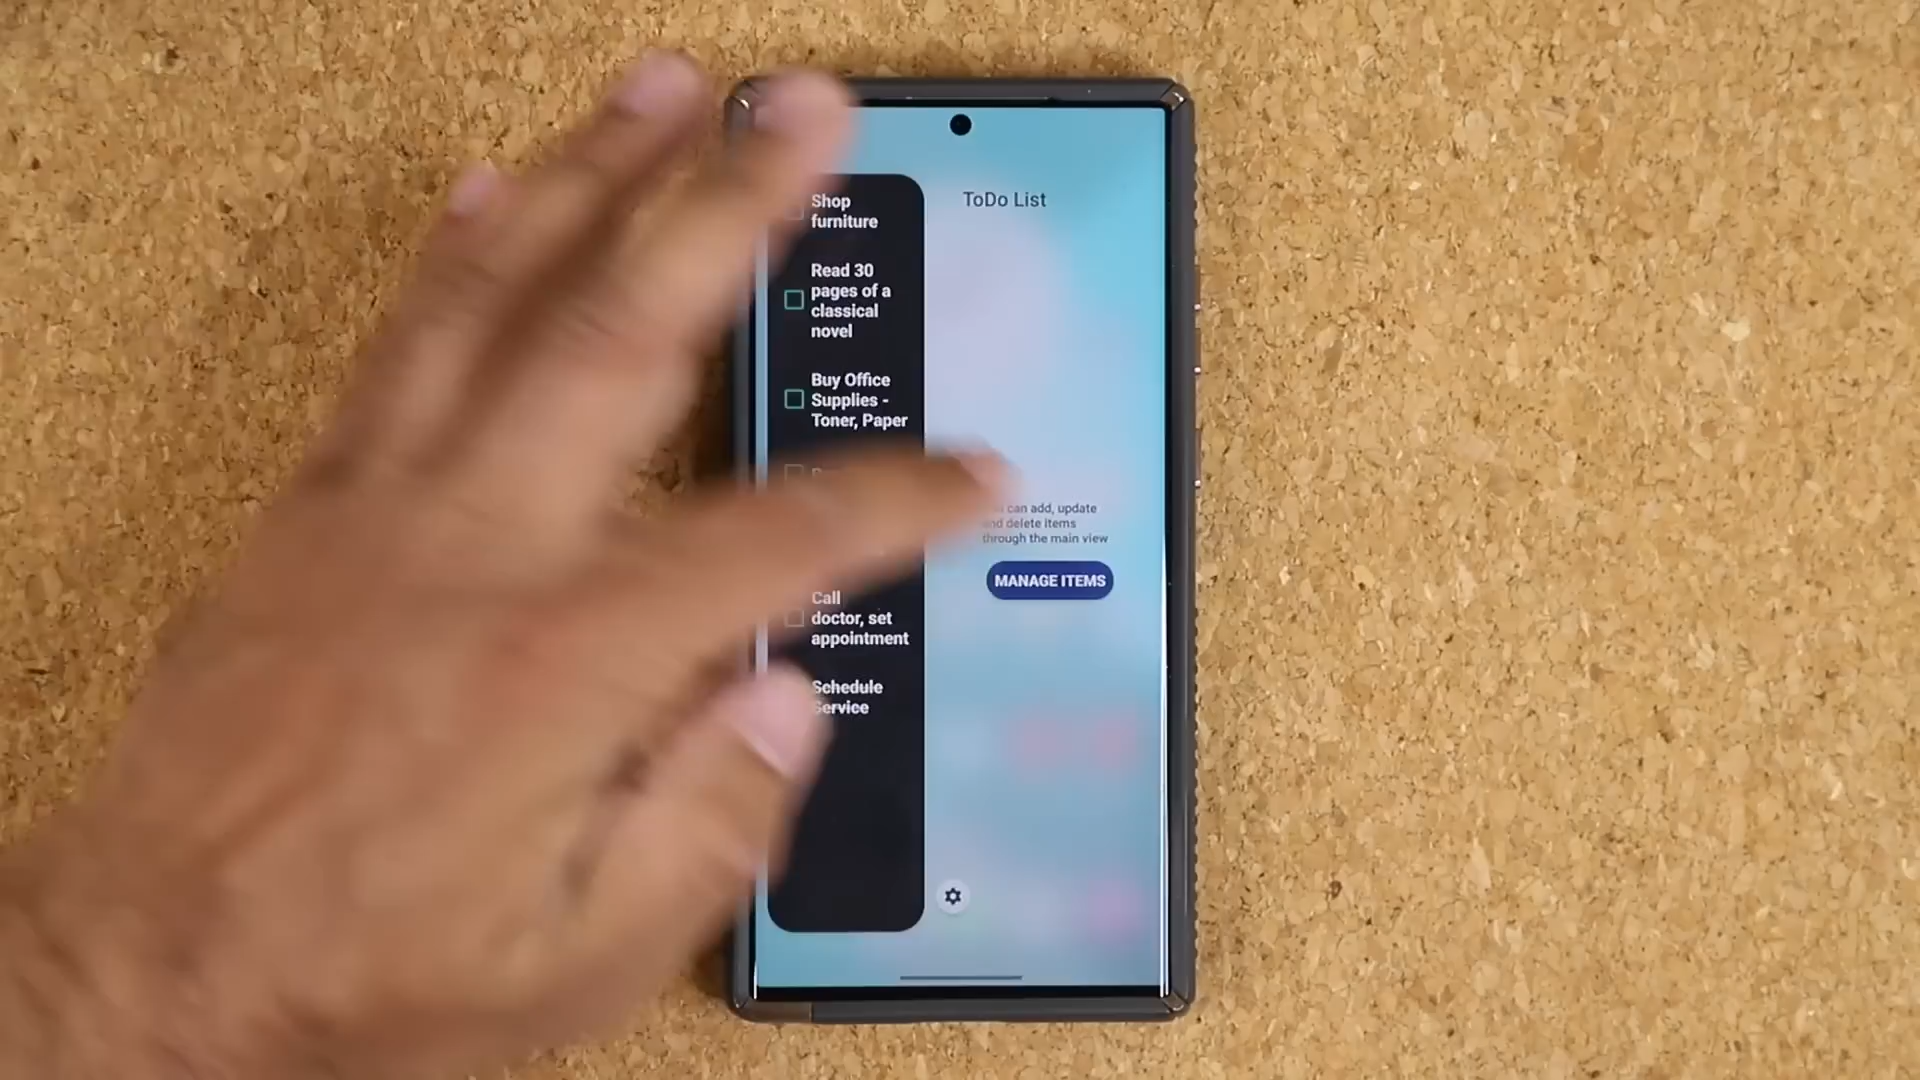 Shop
furniture
ToDo List
Read 30
pages of a
classical
novel
Buy Office
Supplies -
Toner, Paper
can add, update
and delete items
through the main view
MANAGE ITEMS
Call
doctor, set
appointment
Schedule
Service